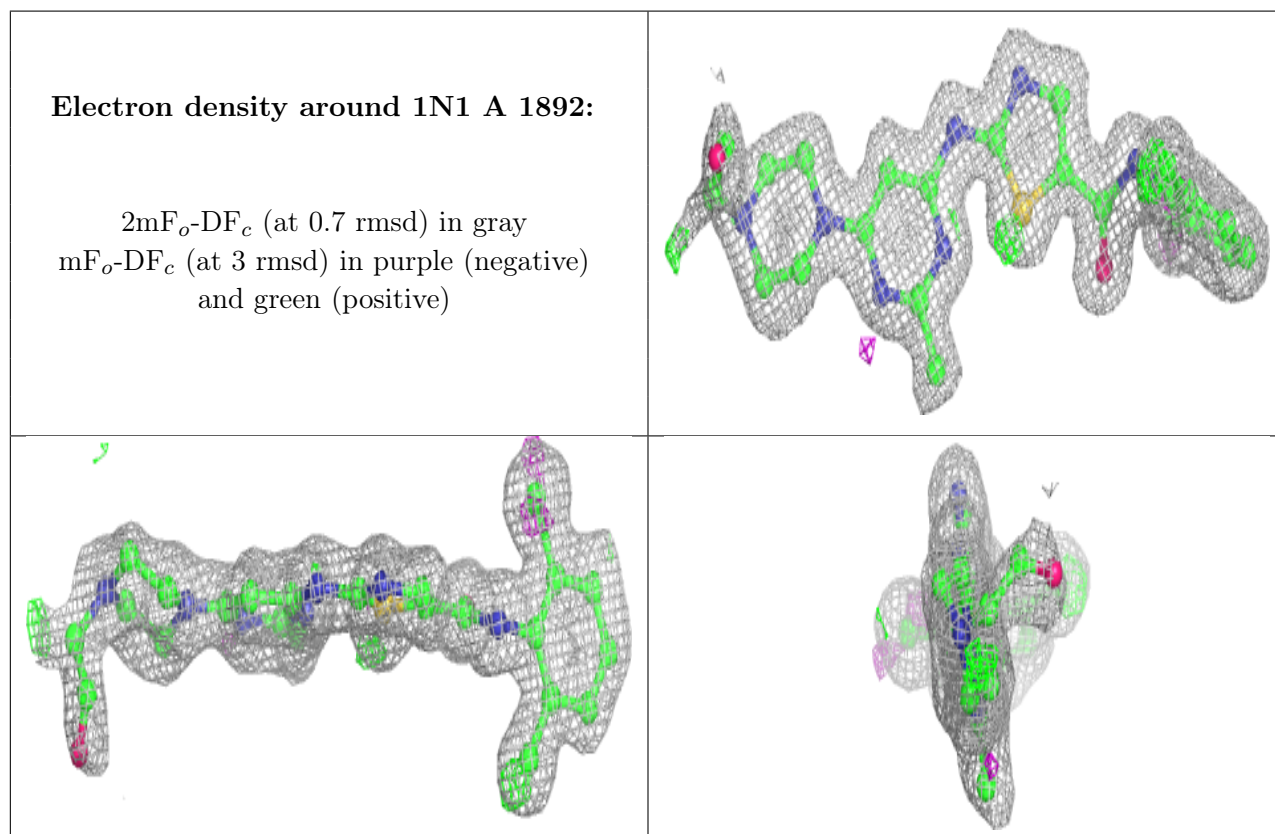 Electron density around 1N1 A 1892:
2mFo-DFc (at 0.7 rmsd) in gray
mFo-DFc (at 3 rmsd) in purple (negative)
and green (positive)